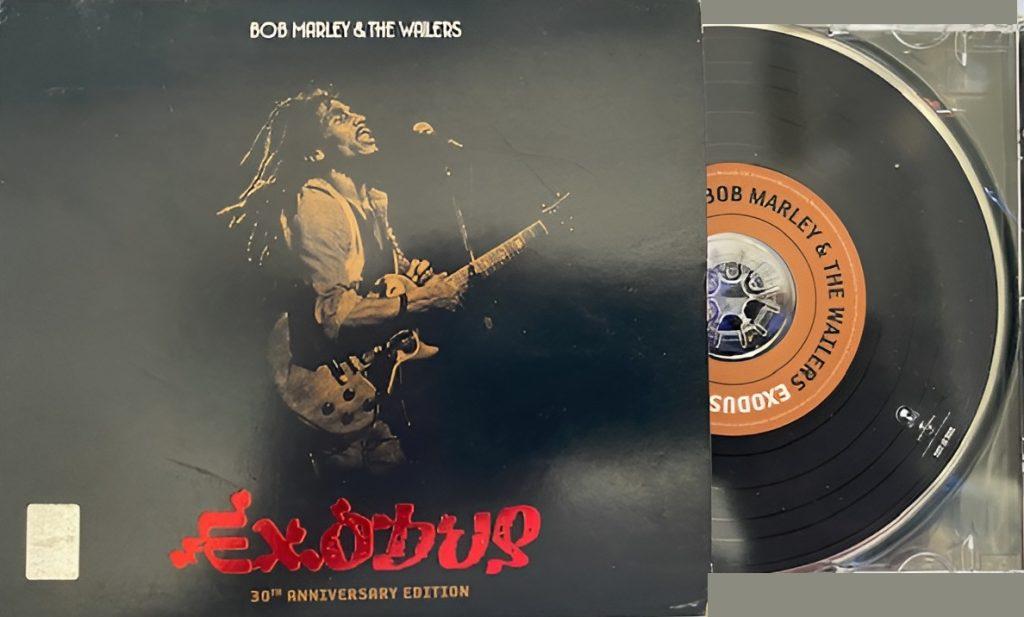 BOB MARLEY & THE WAILERS
EXODUS
30TH ANNIVERSARY EDITION
BOB MARLEY & THE WAILERS EXODUS